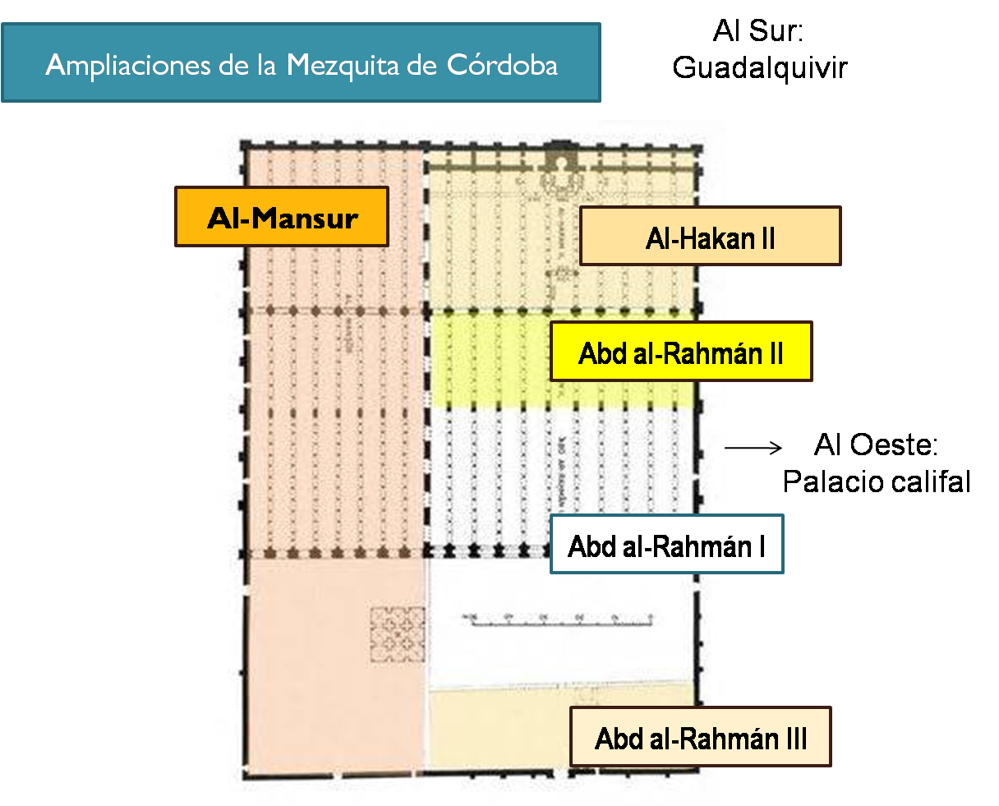 Ampliaciones de la Mezquita de Córdoba
Al Sur:
Guadalquivir
Al-Mansur
Al-Hakan II
Abd al-Rahmán II
Al Oeste:
Palacio califal
Abd al-Rahmán I
Abd al-Rahmán III